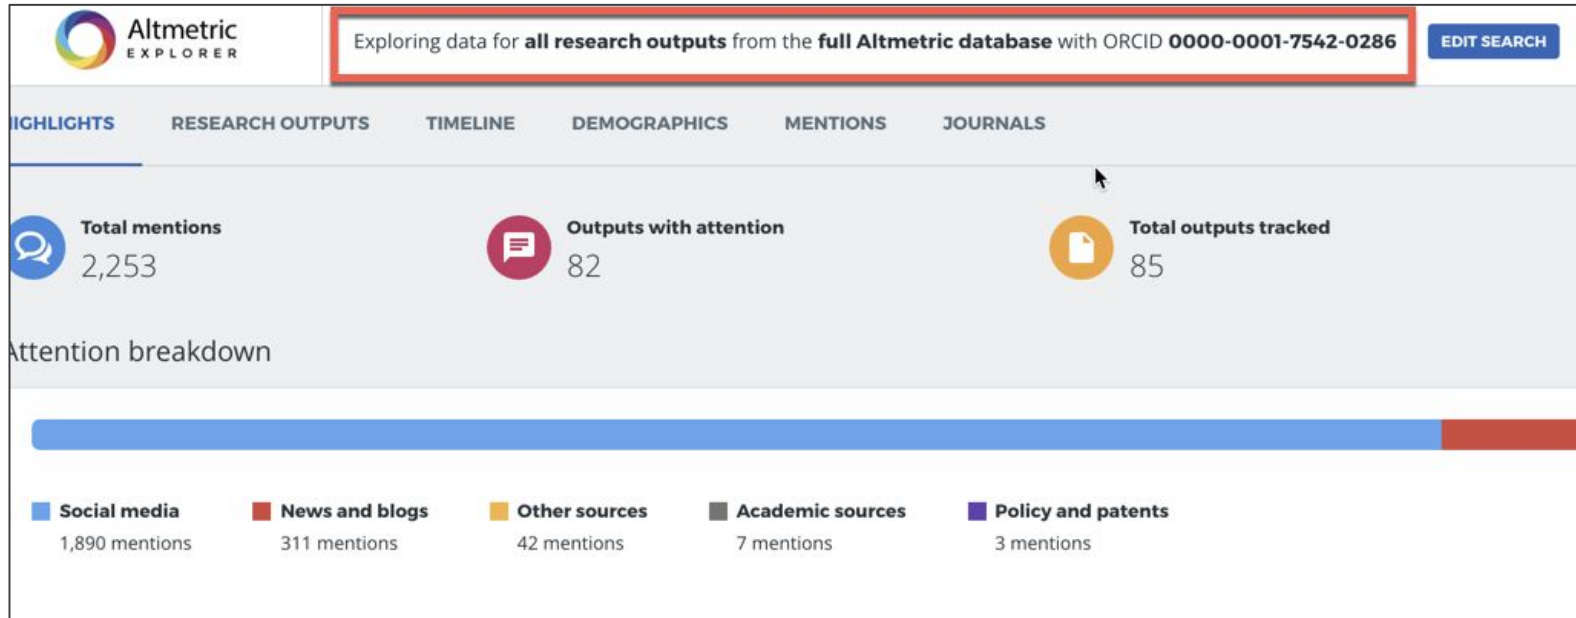 Altmetric
EXPLORER
Exploring data for all research outputs from the full Altmetric database with ORCID 0000-0001-7542-0286
EDIT SEARCH
HIGHLIGHTS RESEARCH OUTPUTS TIMELINE DEMOGRAPHICS MENTIONS JOURNALS
Total mentions
2,253
Outputs with attention
82
Total outputs tracked
85
Attention breakdown
Social media
1,890 mentions
News and blogs
311 mentions
Other sources
42 mentions
Academic sources
7 mentions
Policy and patents
3 mentions